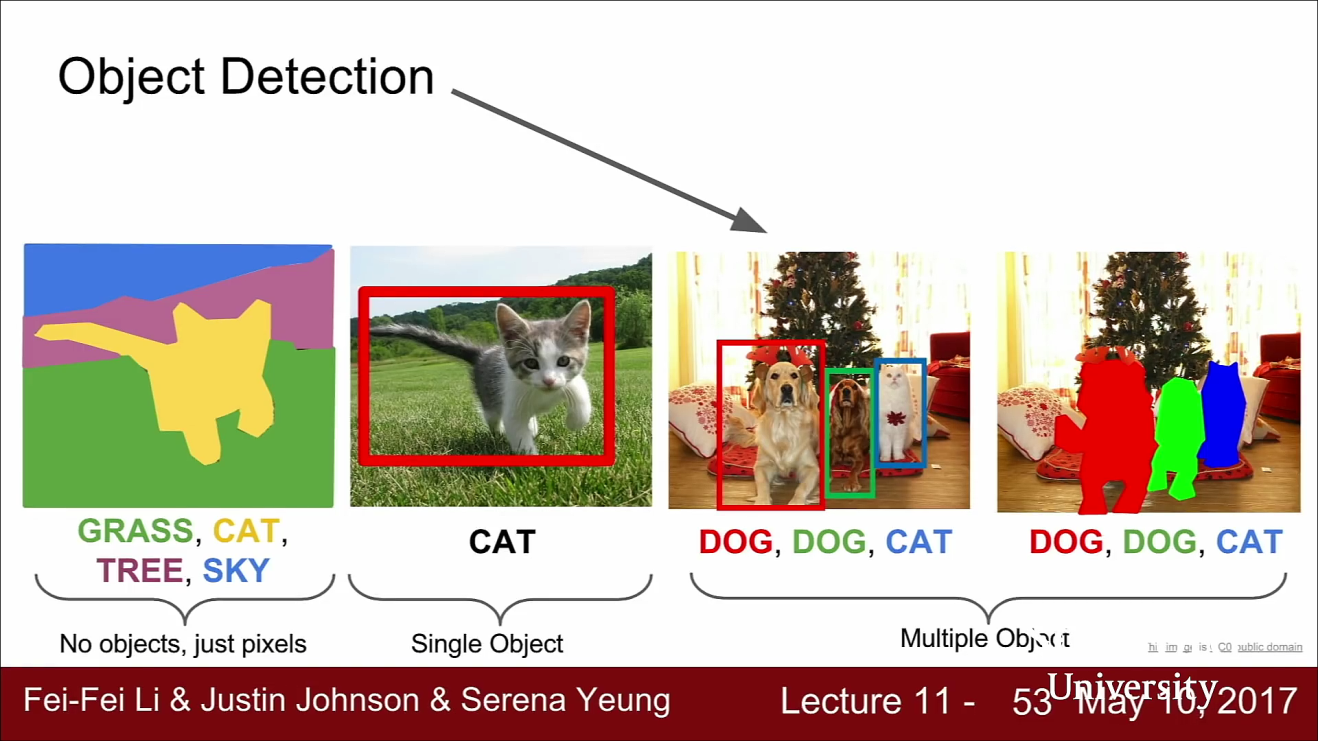 Object Detection
GRASS, CAT,
TREE, SKY
CAT
DOG, DOG, CAT
DOG, DOG, CAT
No objects, just pixels
Single Object
Multiple Object
public domain
Fei-Fei Li & Justin Johnson & Serena Yeung
Lecture 11 - 53 May 10, 2017
University